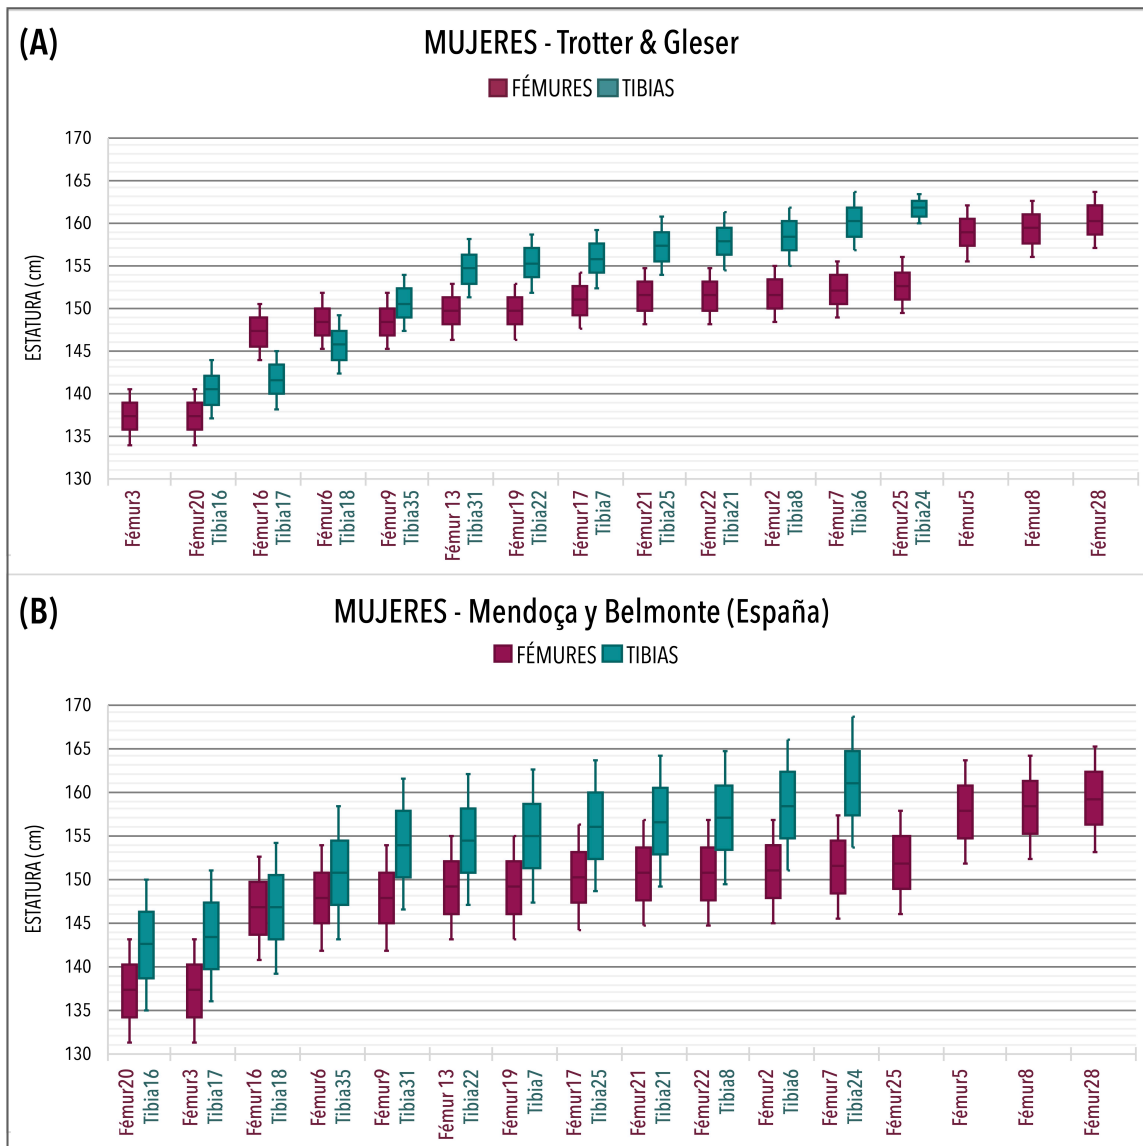 (A)
MUJERES - Trotter & Gleser
FÉMURES TIBIAS
ESTATURA (cm)
170
165
160
155
150
145
140
135
130
Fémur3
Fémur20
Tibia16
Fémur16
Tibia17
Fémur6
Tibia18
Fémur9
Tibia35
Fémur 13
Tibia31
Fémur19
Tibia22
Fémur17
Tibia7
Fémur21
Tibia25
Fémur22
Tibia21
Fémur2
Tibia8
Fémur7
Tibia6
Fémur25
Tibia24
Fémur5
Fémur8
Fémur28
(B)
MUJERES - Mendoça y Belmonte (España)
FÉMURES TIBIAS
ESTATURA (cm)
170
165
160
155
150
145
140
135
130
Fémur20
Tibia16
Fémur3
Tibia17
Fémur16
Tibia18
Fémur6
Tibia35
Fémur9
Tibia31
Fémur 13
Tibia22
Fémur19
Tibia7
Fémur17
Tibia25
Fémur21
Tibia21
Fémur22
Tibia8
Fémur2
Tibia6
Fémur7
Tibia24
Fémur25
Fémur5
Fémur8
Fémur28